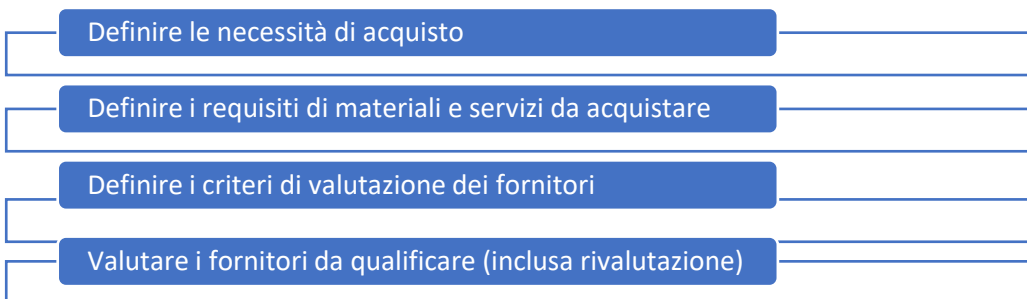 Definire le necessità di acquisto
Definire i requisiti di materiali e servizi da acquistare
Definire i criteri di valutazione dei fornitori
Valutare i fornitori da qualificare (inclusa rivalutazione)